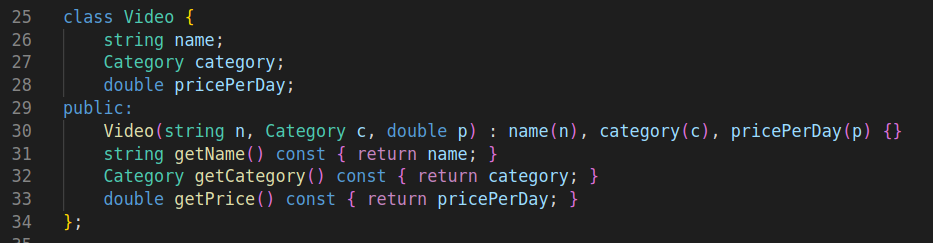 25 class Video {
26     string name;
27     Category category;
28     double pricePerDay;
29 public:
30     Video(string n, Category c, double p) : name(n), category(c), pricePerDay(p) {}
31     string getName() const { return name; }
32     Category getCategory() const { return category; }
33     double getPrice() const { return pricePerDay; }
34 };